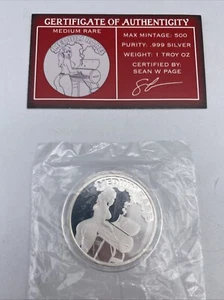 CERTIFICATE OF AUTHENTICITY
MEDIUM RARE
MAX MINTAGE: 500
PURITY: .999 SILVER
WEIGHT: 1 TROY OZ
CERTIFIED BY:
SEAN W PAGE